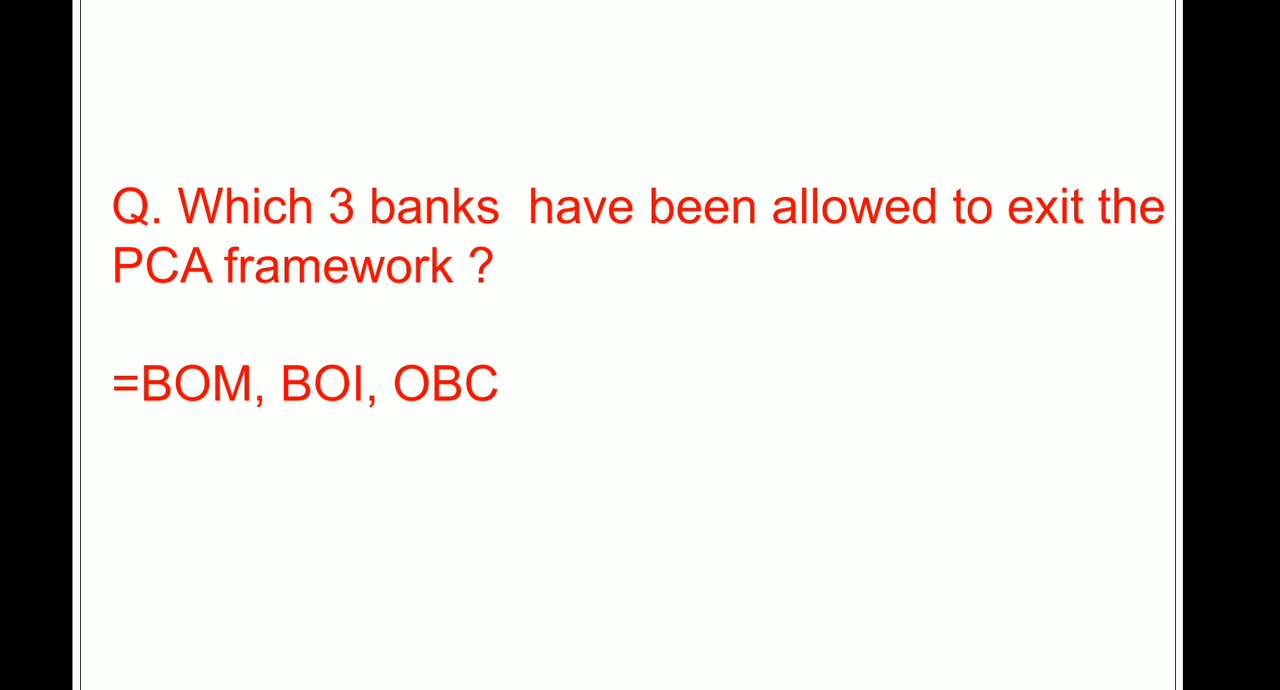 Q. Which 3 banks have been allowed to exit the
PCA framework ?
=BOM, BOI, OBC